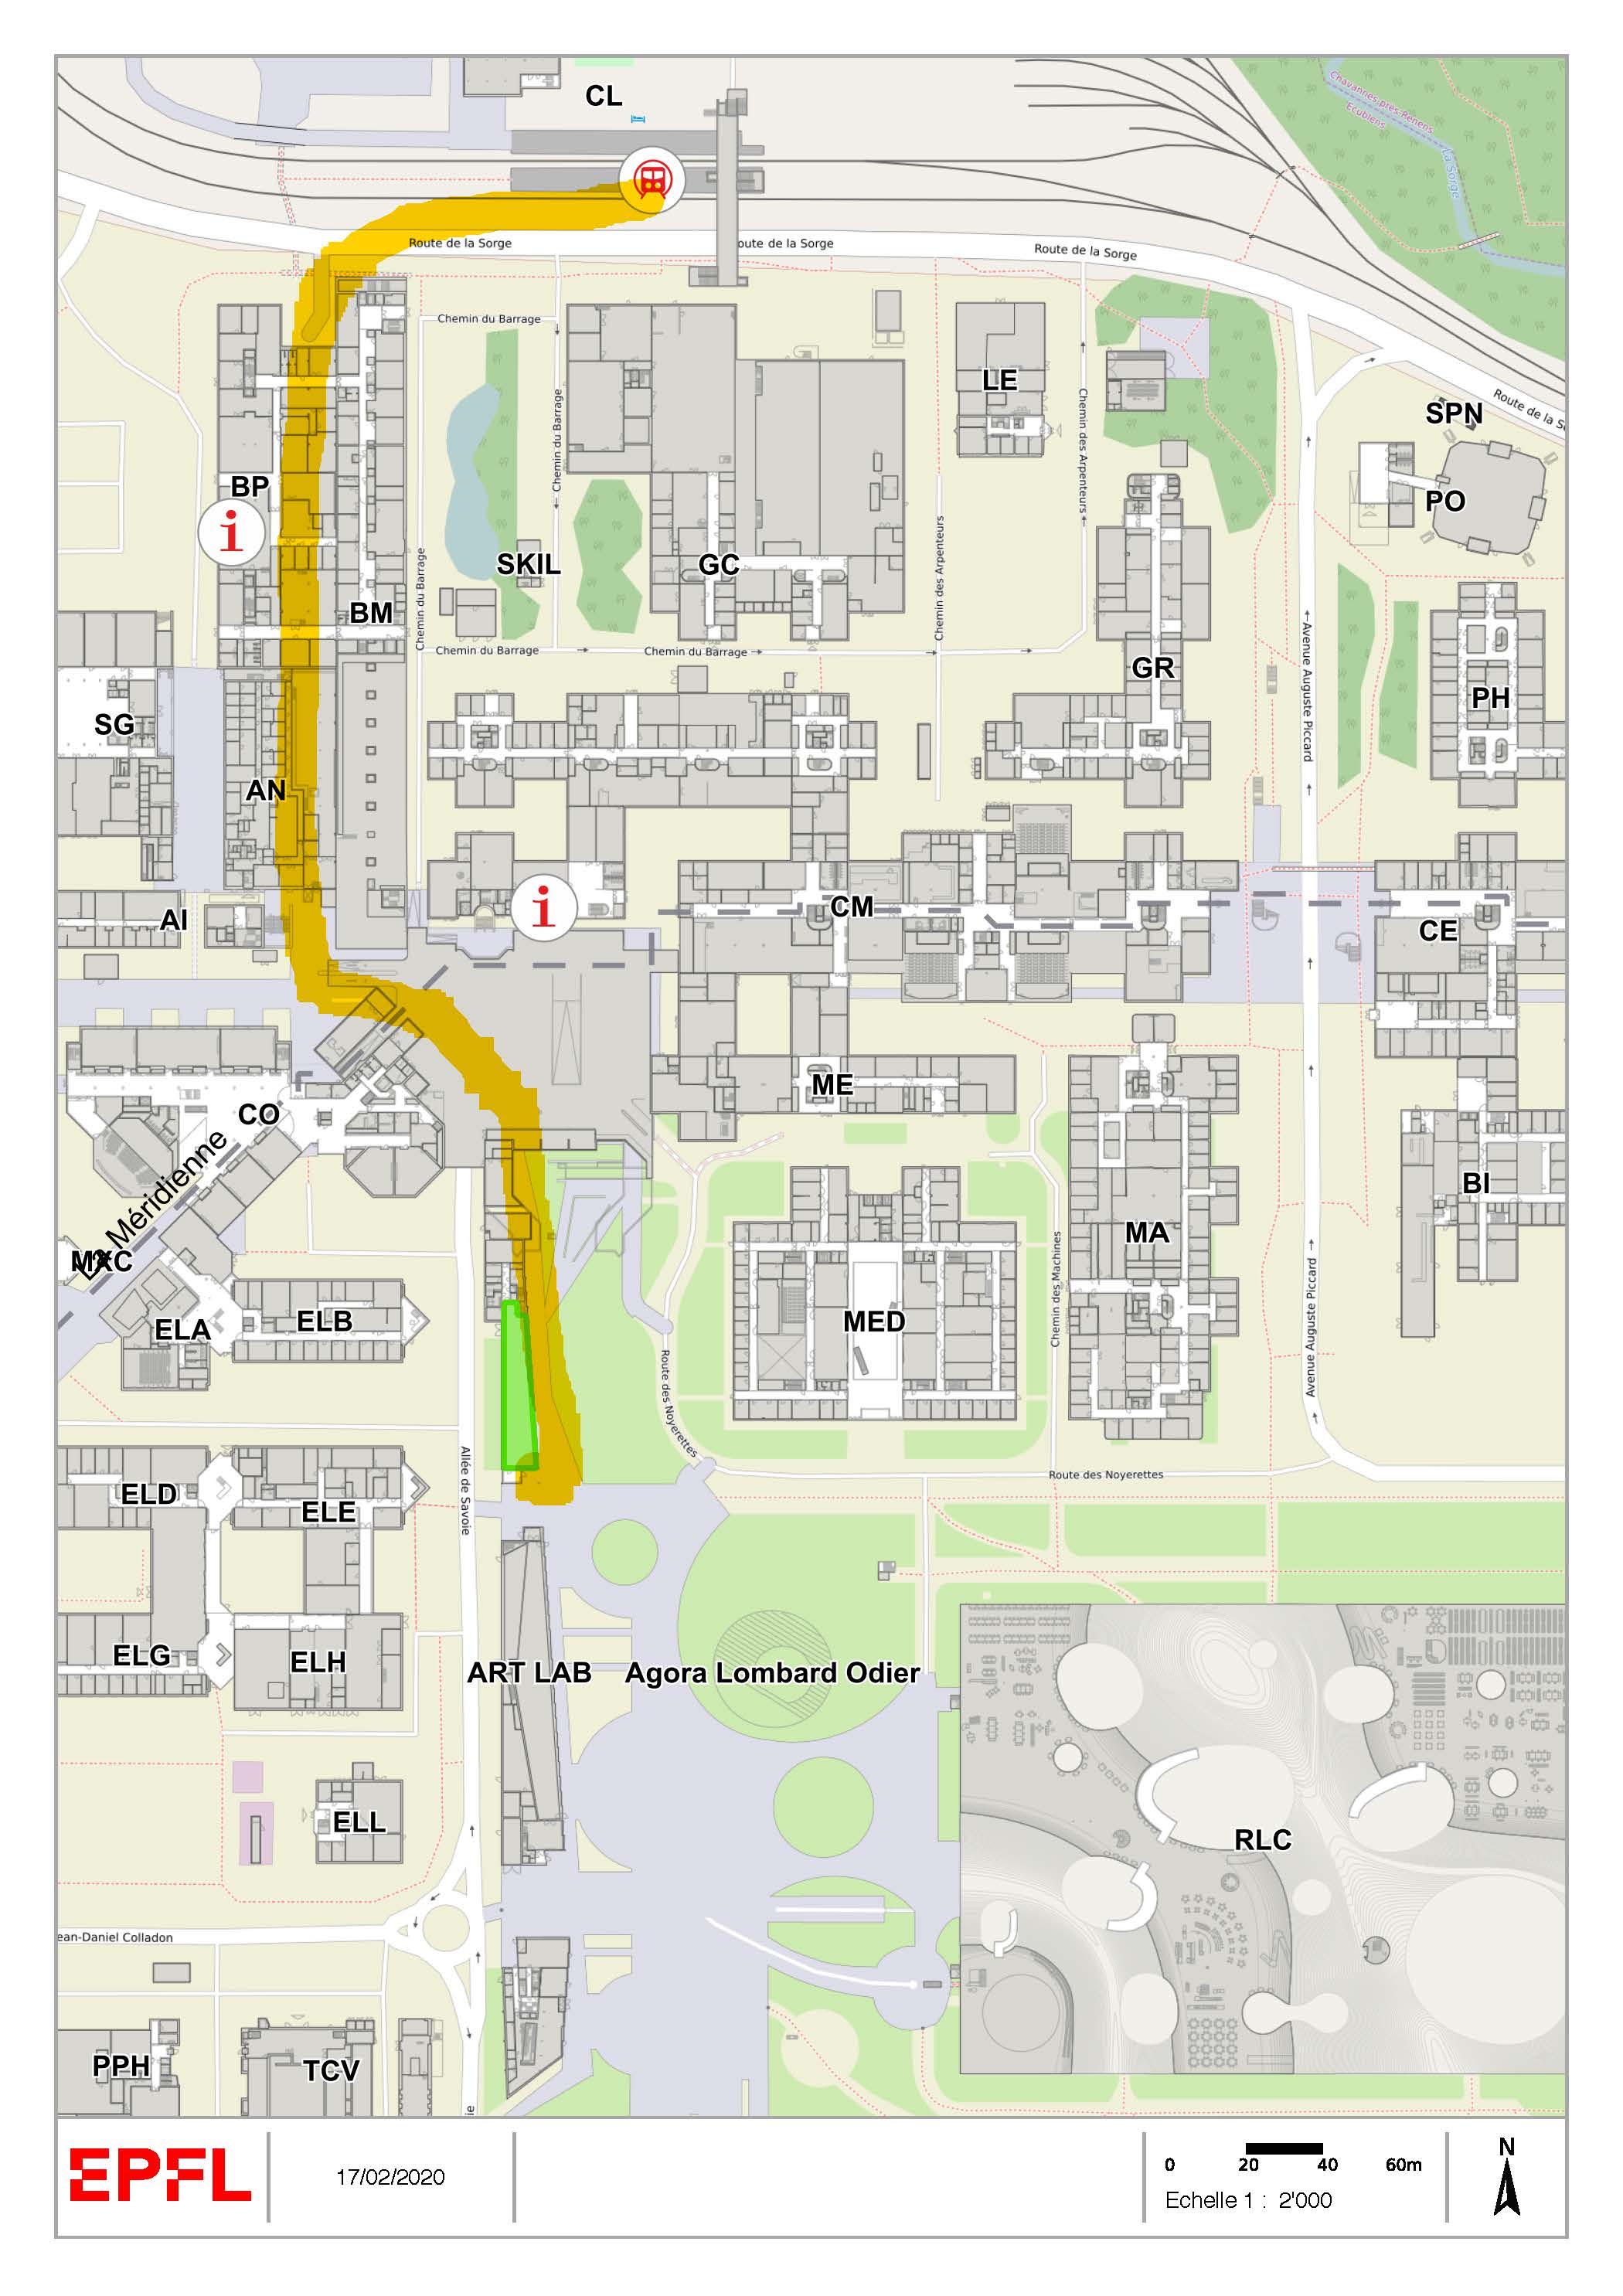 CL
Chavannes-près-Renens
Ecublens
La Sorge
Route de la Sorge
oute de la Sorge
Route de la Sorge
Chemin du Barrage
Chemin du Barrage
Chemin des Arpenteurs
LE
SPN
Route de la S
BP
i
PO
SKIL
GC
Chemin du Barrage
BM
Chemin des Arpenteurs
Avenue Auguste Piccard
Chemin du Barrage
Chemin du Barrage
GR
PH
SG
AN
i
AI
CM
CE
ME
CO
La Méridienne
MXC
BI
MA
Chemin des Machines
ELA
ELB
MED
Avenue Auguste Piccard
Route des Noyerettes
Allée de Savoie
Route des Noyerettes
ELD
ELE
ELG
ELH
ART LAB
Agora Lombard Odier
ELL
RLC
ean-Daniel Colladon
PPH
TCV
ie
EPFL
17/02/2020
0 20 40 60m
Echelle 1 : 2'000
N